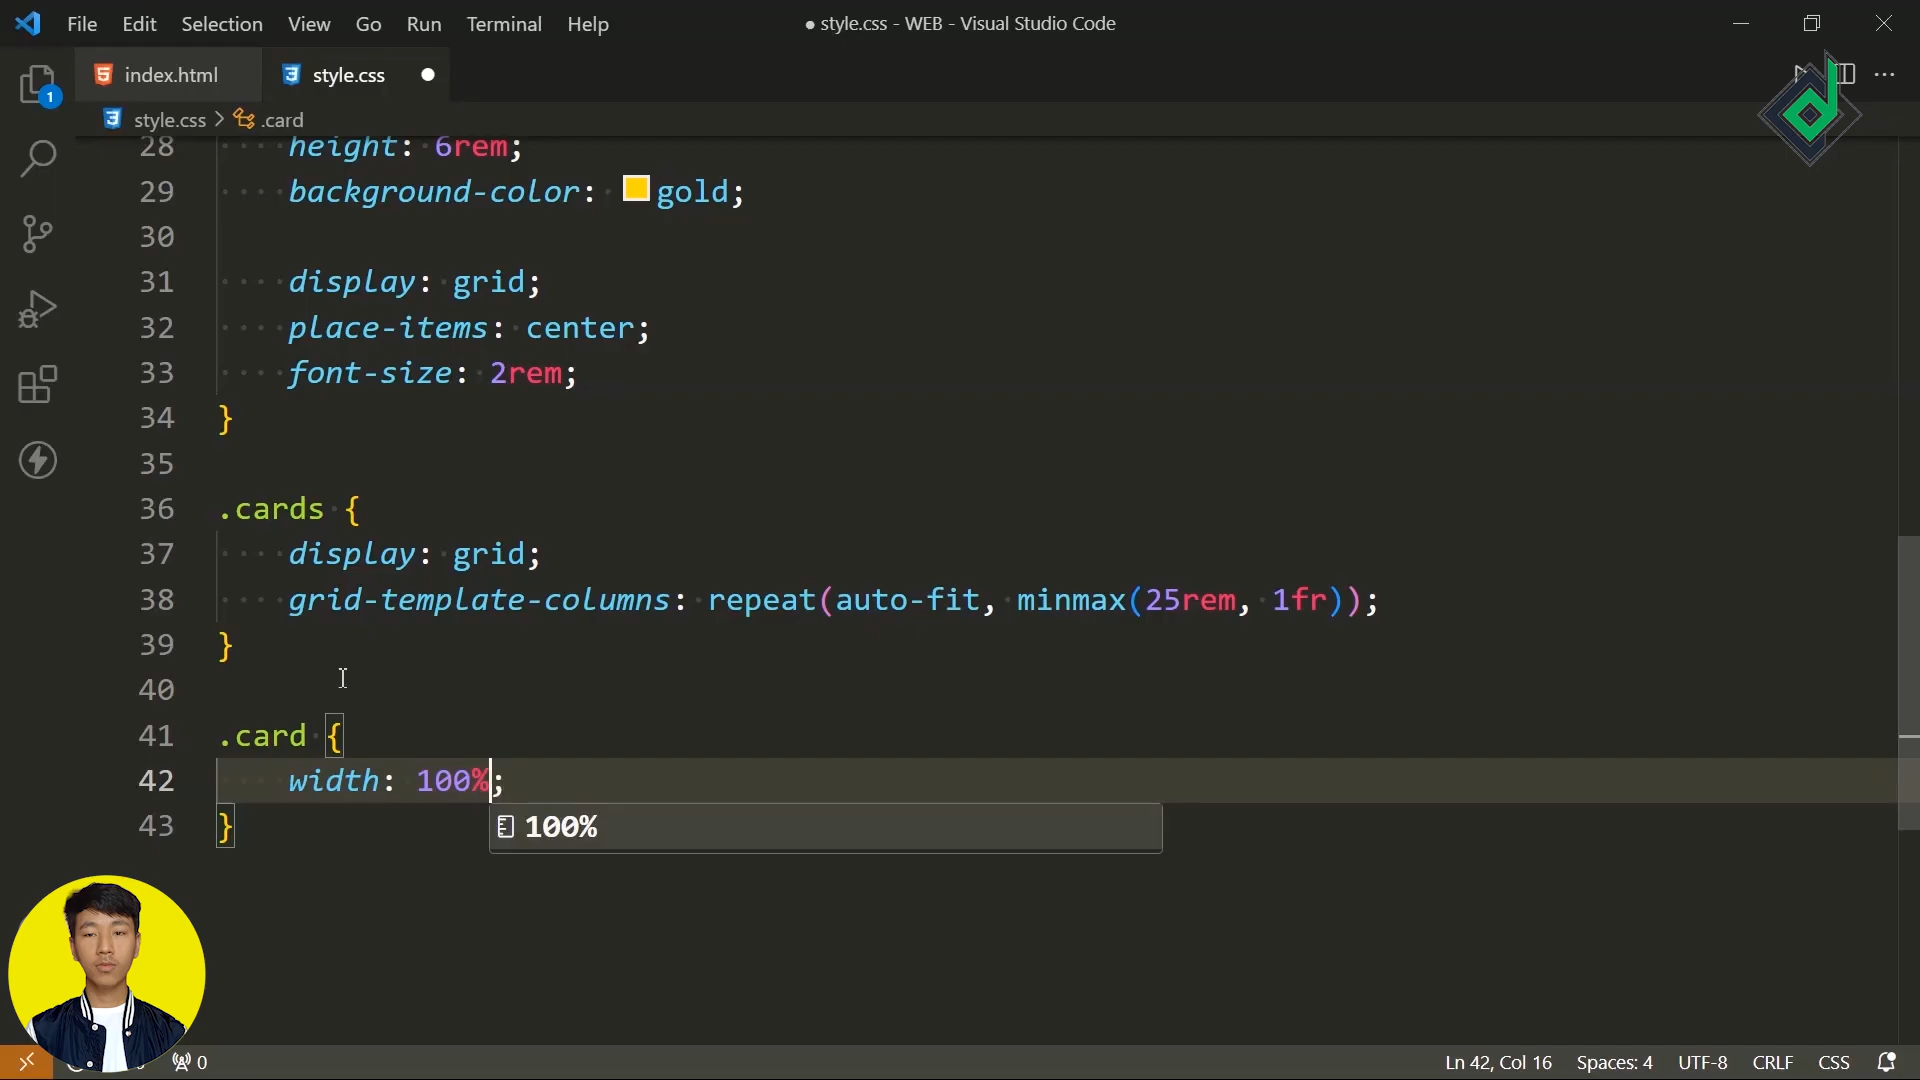 File Edit Selection View Go Run Terminal Help
● style.css - WEB - Visual Studio Code
index.html
style.css
style.css > .card
28 height: 6rem;
29 background-color: gold;
30
31 display: grid;
32 place-items: center;
33 font-size: 2rem;
34 }
35
36 .cards {
37 display: grid;
38 grid-template-columns: repeat(auto-fit, minmax(25rem, 1fr));
39 }
40
41 .card {
42 width: 100%;
43 }
100%
1
0
Ln 42, Col 16 Spaces: 4 UTF-8 CRLF CSS